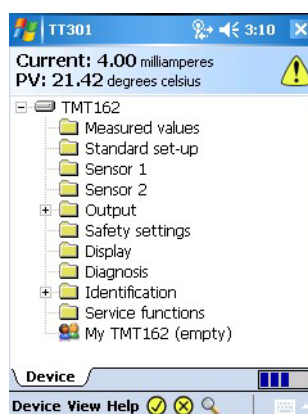 TT301 3:10
Current: 4.00 milliamperes
PV: 21.42 degrees celsius
TMT162
Measured values
Standard set-up
Sensor 1
Sensor 2
Output
Safety settings
Display
Diagnosis
Identification
Service functions
My TMT162 (empty)
Device
Device View Help